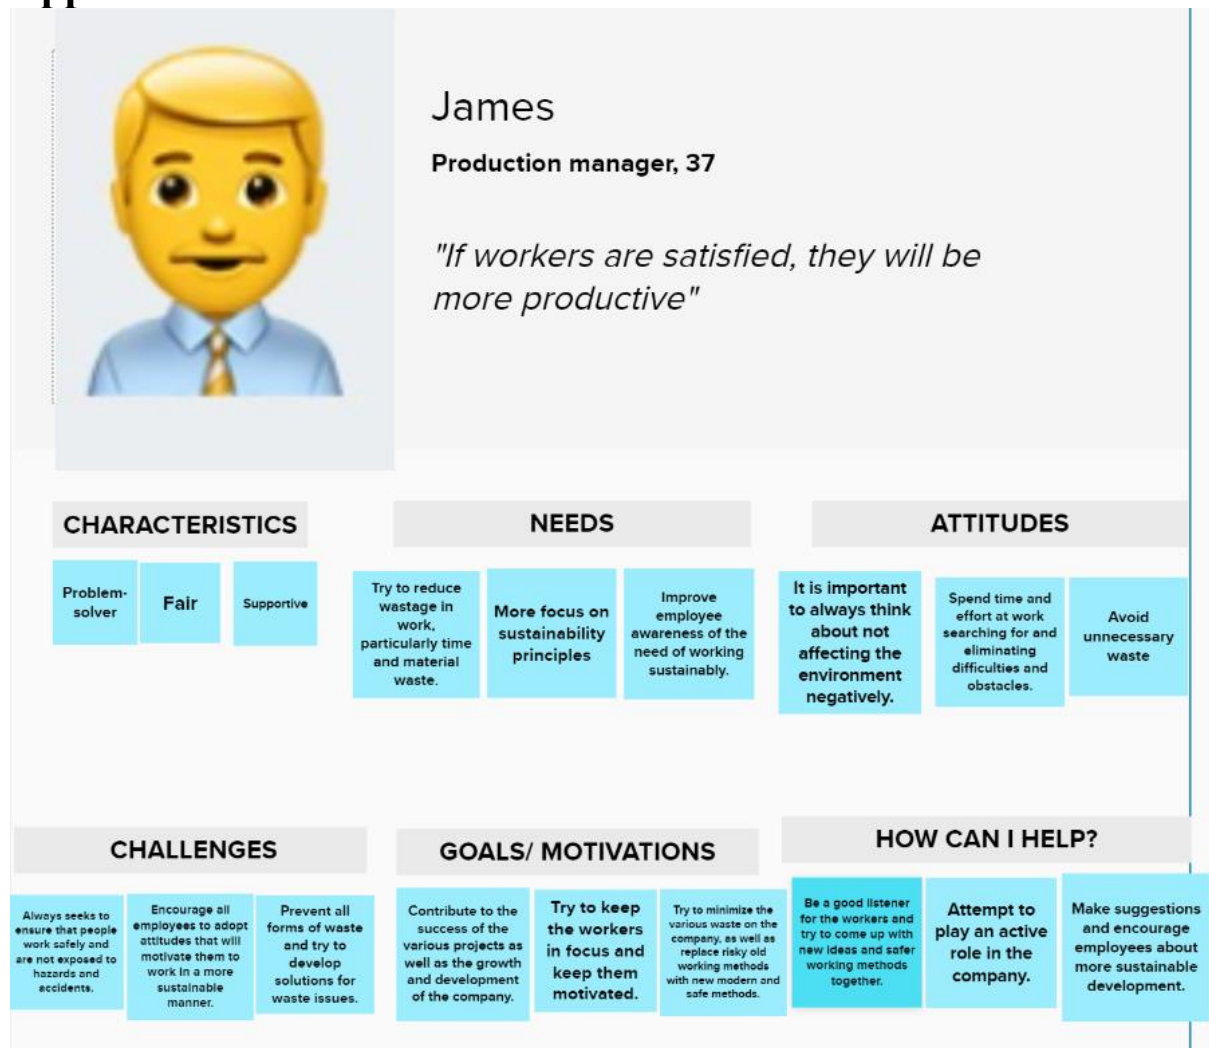 James
Production manager, 37
"If workers are satisfied, they will be
more productive"
CHARACTERISTICS
Problem-
solver
Fair
Supportive
NEEDS
Try to reduce
wastage in
work,
particularly time
and material
waste.
More focus on
sustainability
principles
Improve
employee
awareness of the
need of working
sustainably.
ATTITUDES
It is important
to always think
about not
affecting the
environment
negatively.
Spend time and
effort at work
searching for and
eliminating
difficulties and
obstacles.
Avoid
unnecessary
waste
CHALLENGES
Always seeks to
ensure that people
work safely and
are not exposed to
hazards and
accidents.
Encourage all
employees to adopt
attitudes that will
motivate them to
work in a more
sustainable
manner.
Prevent all
forms of waste
and try to
develop
solutions for
waste issues.
GOALS/ MOTIVATIONS
Contribute to the
success of the
various projects as
well as the growth
and development
of the company.
Try to keep
the workers
in focus and
keep them
motivated.
Try to minimize the
various waste on the
company, as well as
replace risky old
working methods
with new modern and
safe methods.
HOW CAN I HELP?
Be a good listener
for the workers and
try to come up with
new ideas and safer
working methods
together.
Attempt to
play an active
role in the
company.
Make suggestions
and encourage
employees about
more sustainable
development.